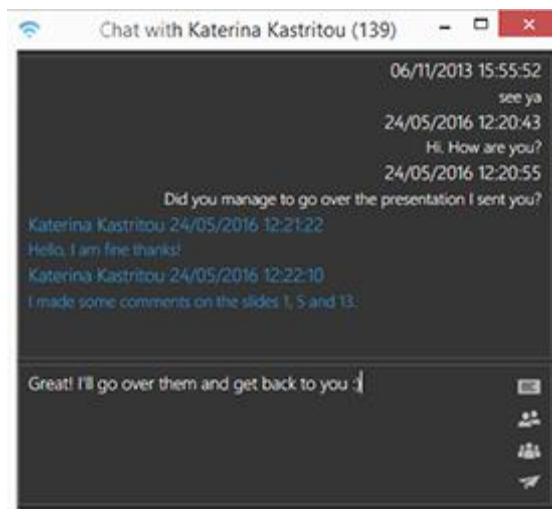 Chat with Katerina Kastritou (139)
06/11/2013 15:55:52
see ya
24/05/2016 12:20:43
Hi. How are you?
24/05/2016 12:20:55
Did you manage to go over the presentation I sent you?
Katerina Kastritou 24/05/2016 12:21:22
Hello, I am fine thanks!
Katerina Kastritou 24/05/2016 12:22:10
I made some comments on the slides 1, 5 and 13.
Great! I'll go over them and get back to you :)